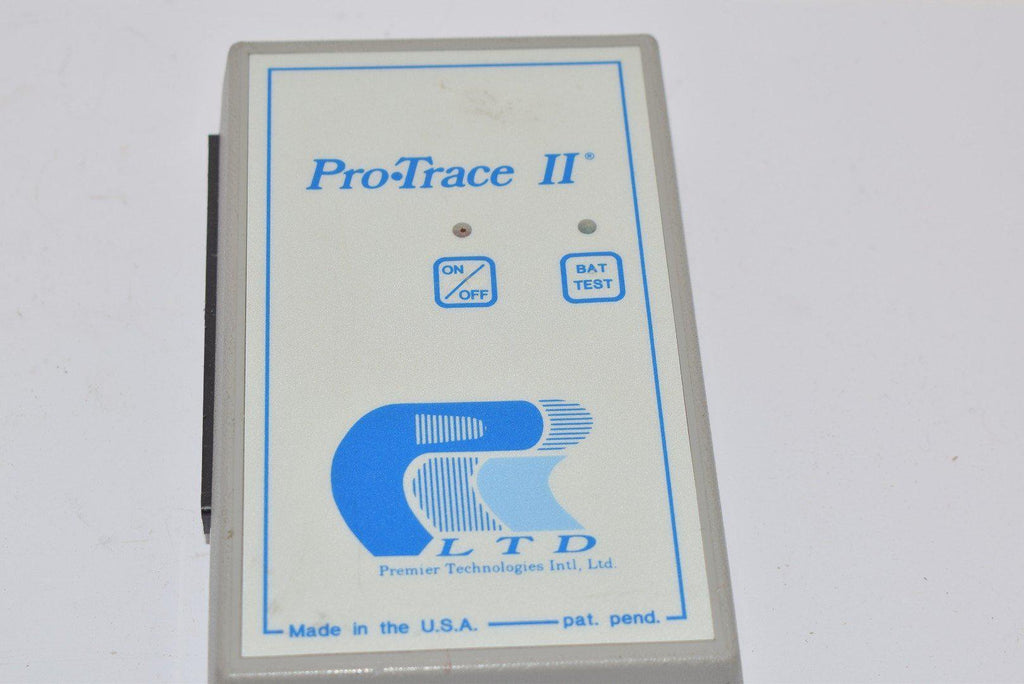 Pro•Trace II®
ON/OFF
BAT
TEST
LTD
Premier Technologies Intl, Ltd.
Made in the U.S.A. pat. pend.